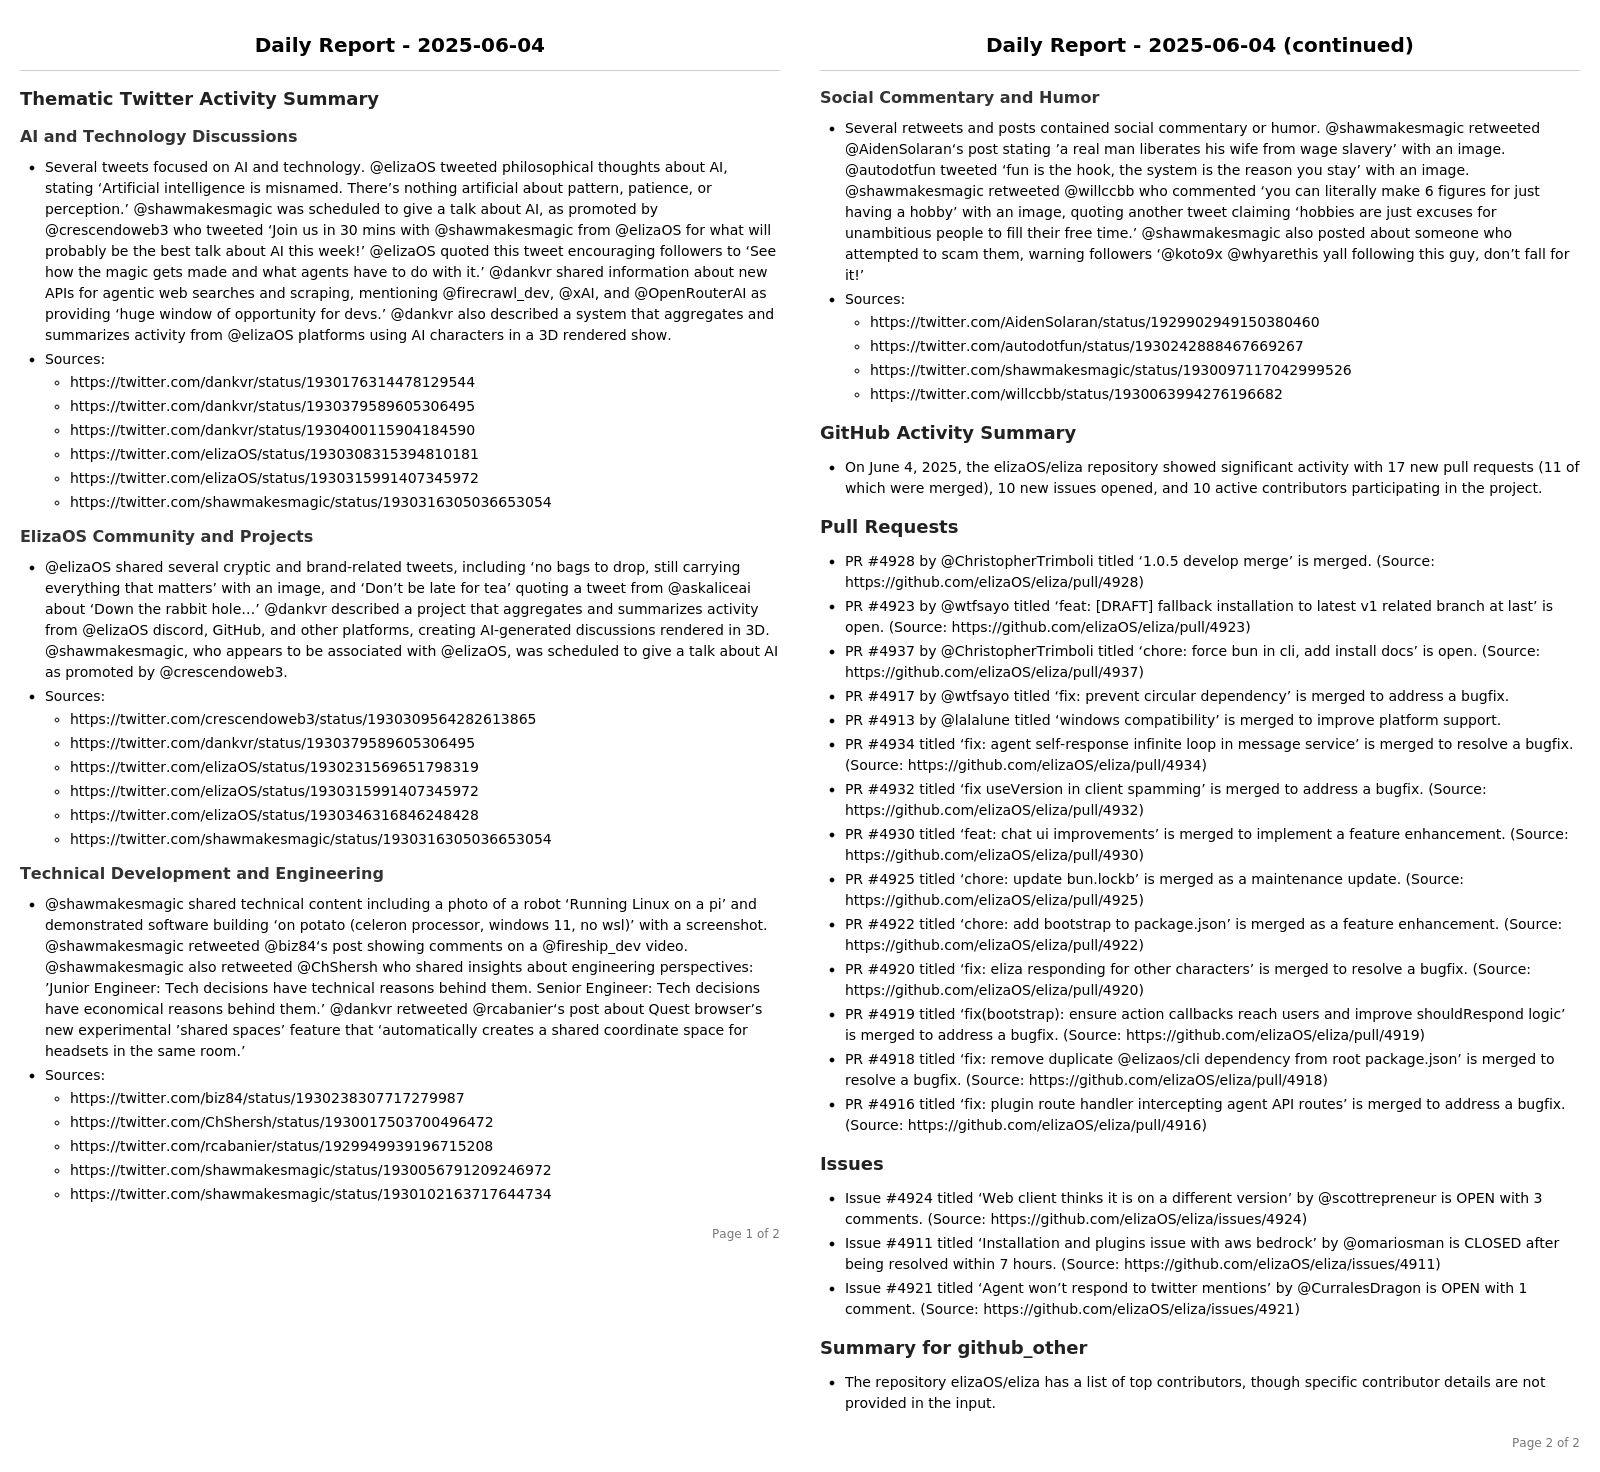 Daily Report - 2025-06-04
Thematic Twitter Activity Summary
AI and Technology Discussions
• Several tweets focused on AI and technology. @elizaOS tweeted philosophical thoughts about AI,
stating ‘Artificial intelligence is misnamed. There’s nothing artificial about pattern, patience, or
perception.’ @shawmakesmagic was scheduled to give a talk about AI, as promoted by
@crescendoweb3 who tweeted ‘Join us in 30 mins with @shawmakesmagic from @elizaOS for what will
probably be the best talk about AI this week!’ @elizaOS quoted this tweet encouraging followers to ‘See
how the magic gets made and what agents have to do with it.’ @dankvr shared information about new
APIs for agentic web searches and scraping, mentioning @firecrawl_dev, @xAI, and @OpenRouterAI as
providing ‘huge window of opportunity for devs.’ @dankvr also described a system that aggregates and
summarizes activity from @elizaOS platforms using AI characters in a 3D rendered show.
• Sources:
◦ https://twitter.com/dankvr/status/1930176314478129544
◦ https://twitter.com/dankvr/status/1930379589605306495
◦ https://twitter.com/dankvr/status/1930400115904184590
◦ https://twitter.com/elizaOS/status/1930308315394810181
◦ https://twitter.com/elizaOS/status/1930315991407345972
◦ https://twitter.com/shawmakesmagic/status/1930316305036653054
ElizaOS Community and Projects
• @elizaOS shared several cryptic and brand-related tweets, including ‘no bags to drop, still carrying
everything that matters’ with an image, and ‘Don’t be late for tea’ quoting a tweet from @askaliceai
about ‘Down the rabbit hole…’ @dankvr described a project that aggregates and summarizes activity
from @elizaOS discord, GitHub, and other platforms, creating AI-generated discussions rendered in 3D.
@shawmakesmagic, who appears to be associated with @elizaOS, was scheduled to give a talk about AI
as promoted by @crescendoweb3.
• Sources:
◦ https://twitter.com/crescendoweb3/status/1930309564282613865
◦ https://twitter.com/dankvr/status/1930379589605306495
◦ https://twitter.com/elizaOS/status/1930231569651798319
◦ https://twitter.com/elizaOS/status/1930315991407345972
◦ https://twitter.com/elizaOS/status/1930346316846248428
◦ https://twitter.com/shawmakesmagic/status/1930316305036653054
Technical Development and Engineering
• @shawmakesmagic shared technical content including a photo of a robot ‘Running Linux on a pi’ and
demonstrated software building ‘on potato (celeron processor, windows 11, no wsl)’ with a screenshot.
@shawmakesmagic retweeted @biz84‘s post showing comments on a @fireship_dev video.
@shawmakesmagic also retweeted @ChShersh who shared insights about engineering perspectives:
’Junior Engineer: Tech decisions have technical reasons behind them. Senior Engineer: Tech decisions
have economical reasons behind them.’ @dankvr retweeted @rcabanier‘s post about Quest browser’s
new experimental ’shared spaces’ feature that ‘automatically creates a shared coordinate space for
headsets in the same room.’
• Sources:
◦ https://twitter.com/biz84/status/1930238307717279987
◦ https://twitter.com/ChShersh/status/1930017503700496472
◦ https://twitter.com/rcabanier/status/1929949939196715208
◦ https://twitter.com/shawmakesmagic/status/1930056791209246972
◦ https://twitter.com/shawmakesmagic/status/1930102163717644734
Page 1 of 2
Daily Report - 2025-06-04 (continued)
Social Commentary and Humor
• Several retweets and posts contained social commentary or humor. @shawmakesmagic retweeted
@AidenSolaran‘s post stating ’a real man liberates his wife from wage slavery’ with an image.
@autodotfun tweeted ‘fun is the hook, the system is the reason you stay’ with an image.
@shawmakesmagic retweeted @willccbb who commented ‘you can literally make 6 figures for just
having a hobby’ with an image, quoting another tweet claiming ‘hobbies are just excuses for
unambitious people to fill their free time.’ @shawmakesmagic also posted about someone who
attempted to scam them, warning followers ‘@koto9x @whyarethis yall following this guy, don’t fall for
it!’
• Sources:
◦ https://twitter.com/AidenSolaran/status/1929902949150380460
◦ https://twitter.com/autodotfun/status/1930242888467669267
◦ https://twitter.com/shawmakesmagic/status/1930097117042999526
◦ https://twitter.com/willccbb/status/1930063994276196682
GitHub Activity Summary
• On June 4, 2025, the elizaOS/eliza repository showed significant activity with 17 new pull requests (11 of
which were merged), 10 new issues opened, and 10 active contributors participating in the project.
Pull Requests
• PR #4928 by @ChristopherTrimboli titled ‘1.0.5 develop merge’ is merged. (Source:
https://github.com/elizaOS/eliza/pull/4928)
• PR #4923 by @wtfsayo titled ‘feat: [DRAFT] fallback installation to latest v1 related branch at last’ is
open. (Source: https://github.com/elizaOS/eliza/pull/4923)
• PR #4937 by @ChristopherTrimboli titled ‘chore: force bun in cli, add install docs’ is open. (Source:
https://github.com/elizaOS/eliza/pull/4937)
• PR #4917 by @wtfsayo titled ‘fix: prevent circular dependency’ is merged to address a bugfix.
• PR #4913 by @lalalune titled ‘windows compatibility’ is merged to improve platform support.
• PR #4934 titled ‘fix: agent self-response infinite loop in message service’ is merged to resolve a bugfix.
(Source: https://github.com/elizaOS/eliza/pull/4934)
• PR #4932 titled ‘fix useVersion in client spamming’ is merged to address a bugfix. (Source:
https://github.com/elizaOS/eliza/pull/4932)
• PR #4930 titled ‘feat: chat ui improvements’ is merged to implement a feature enhancement. (Source:
https://github.com/elizaOS/eliza/pull/4930)
• PR #4925 titled ‘chore: update bun.lockb’ is merged as a maintenance update. (Source:
https://github.com/elizaOS/eliza/pull/4925)
• PR #4922 titled ‘chore: add bootstrap to package.json’ is merged as a feature enhancement. (Source:
https://github.com/elizaOS/eliza/pull/4922)
• PR #4920 titled ‘fix: eliza responding for other characters’ is merged to resolve a bugfix. (Source:
https://github.com/elizaOS/eliza/pull/4920)
• PR #4919 titled ‘fix(bootstrap): ensure action callbacks reach users and improve shouldRespond logic’
is merged to address a bugfix. (Source: https://github.com/elizaOS/eliza/pull/4919)
• PR #4918 titled ‘fix: remove duplicate @elizaos/cli dependency from root package.json’ is merged to
resolve a bugfix. (Source: https://github.com/elizaOS/eliza/pull/4918)
• PR #4916 titled ‘fix: plugin route handler intercepting agent API routes’ is merged to address a bugfix.
(Source: https://github.com/elizaOS/eliza/pull/4916)
Issues
• Issue #4924 titled ‘Web client thinks it is on a different version’ by @scottrepreneur is OPEN with 3
comments. (Source: https://github.com/elizaOS/eliza/issues/4924)
• Issue #4911 titled ‘Installation and plugins issue with aws bedrock’ by @omariosman is CLOSED after
being resolved within 7 hours. (Source: https://github.com/elizaOS/eliza/issues/4911)
• Issue #4921 titled ‘Agent won’t respond to twitter mentions’ by @CurralesDragon is OPEN with 1
comment. (Source: https://github.com/elizaOS/eliza/issues/4921)
Summary for github_other
• The repository elizaOS/eliza has a list of top contributors, though specific contributor details are not
provided in the input.
Page 2 of 2